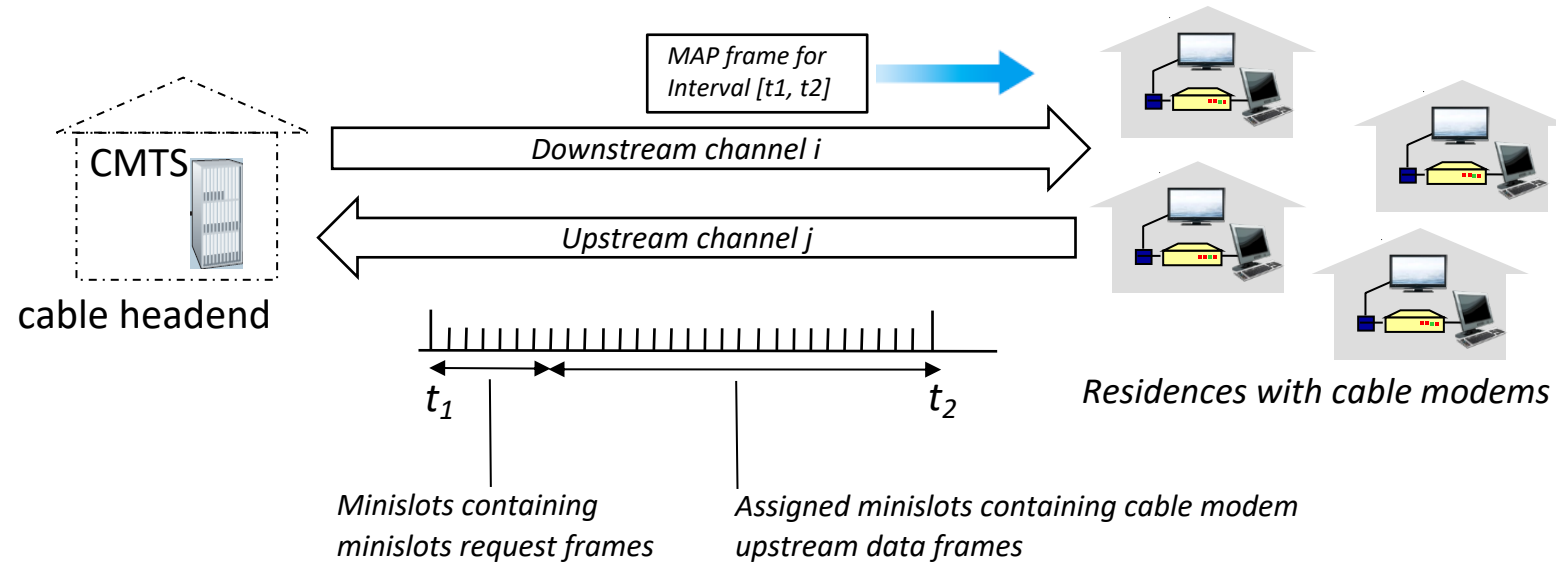 MAP frame for
Interval [t1, t2]
CMTS
Downstream channel i
Upstream channel j
cable headend
t1
t2
Residences with cable modems
Minislots containing
minislots request frames
Assigned minislots containing cable modem
upstream data frames